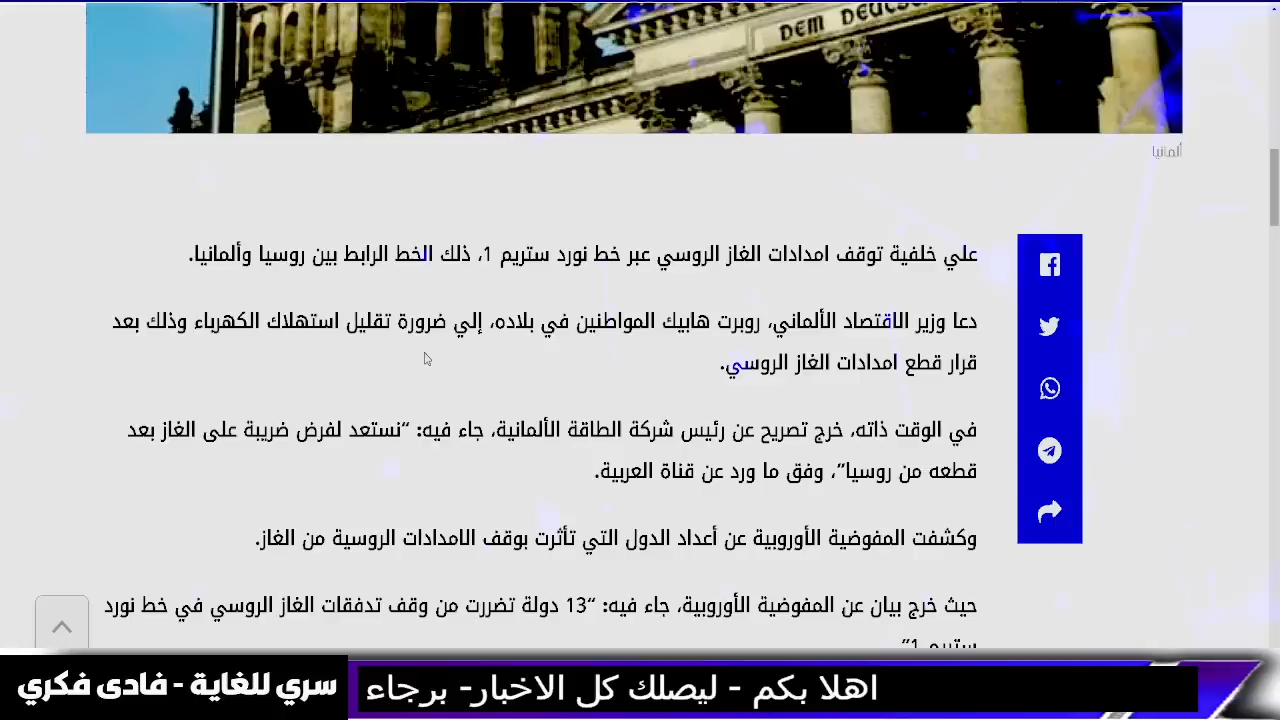 DEM DEUTSCH
ألمانيا
علي خلفية توقف امدادات الغاز الروسي عبر خط نورد ستريم 1، ذلك الخط الرابط بين روسيا وألمانيا.
دعا وزير الاقتصاد الألماني، روبرت هابيك المواطنين في بلاده، إلي ضرورة تقليل استهلاك الكهرباء وذلك بعد
قرار قطع امدادات الغاز الروسي.
في الوقت ذاته، خرج تصريح عن رئيس شركة الطاقة الألمانية، جاء فيه: “نستعد لفرض ضريبة على الغاز بعد
قطعه من روسيا”، وفق ما ورد عن قناة العربية.
وكشفت المفوضية الأوروبية عن أعداد الدول التي تأثرت بوقف الامدادات الروسية من الغاز.
حيث خرج بيان عن المفوضية الأوروبية، جاء فيه: “13 دولة تضررت من وقف تدفقات الغاز الروسي في خط نورد
ستريم 1”
اهلا بكم - ليصلك كل الاخبار- برجاء
سري للغاية - فادى فكري